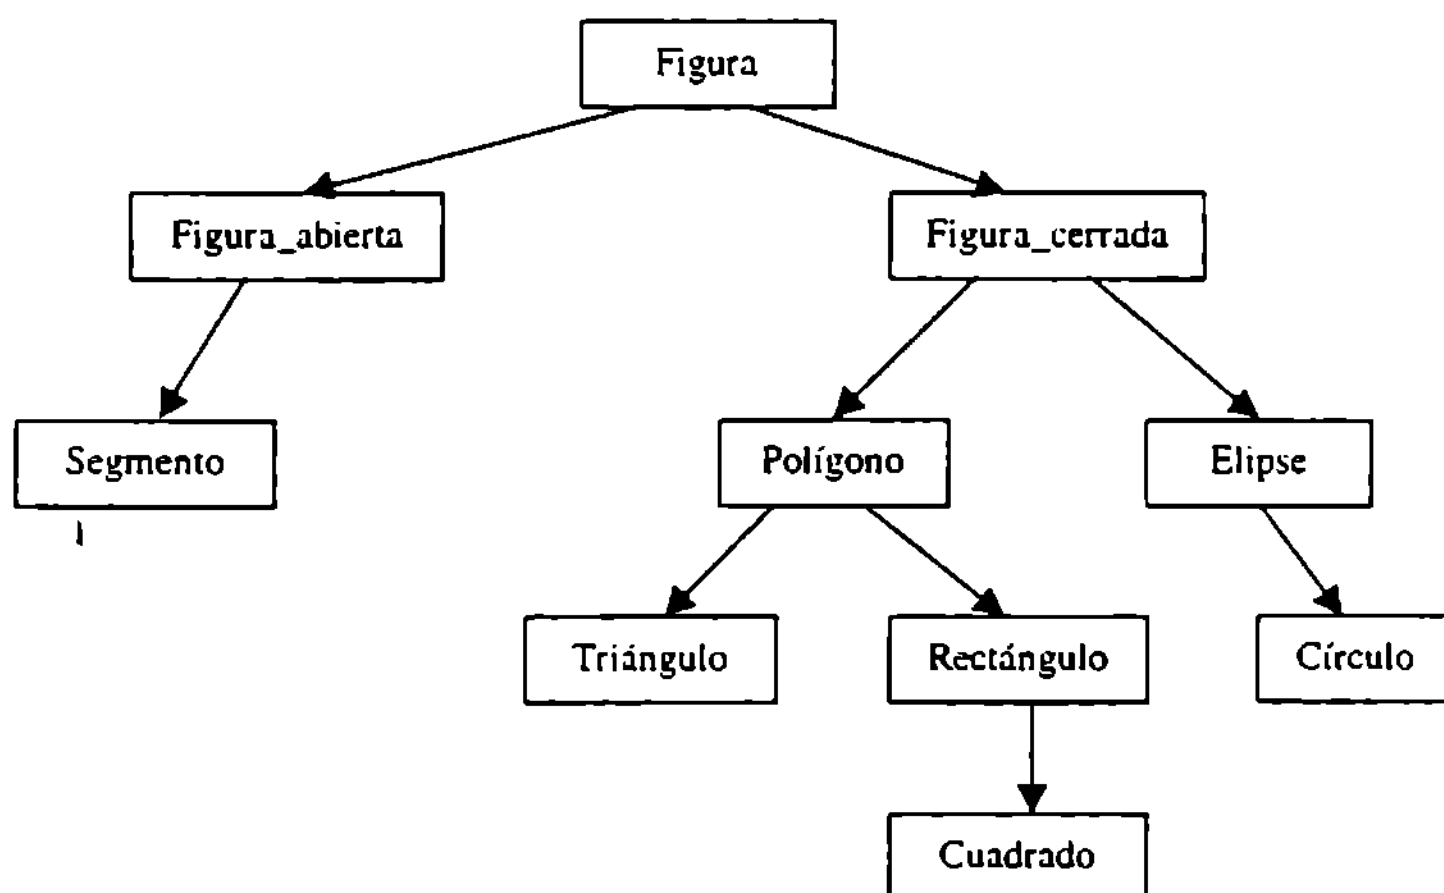 Figura
Figura_abierta
Figura_cerrada
Segmento
Polígono
Elipse
Triángulo
Rectángulo
Círculo
Cuadrado